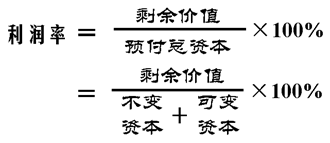 利润率 = 剩余价值 / 预付总资本 ×100%
= 剩余价值 / 不变资本 + 可变资本 ×100%